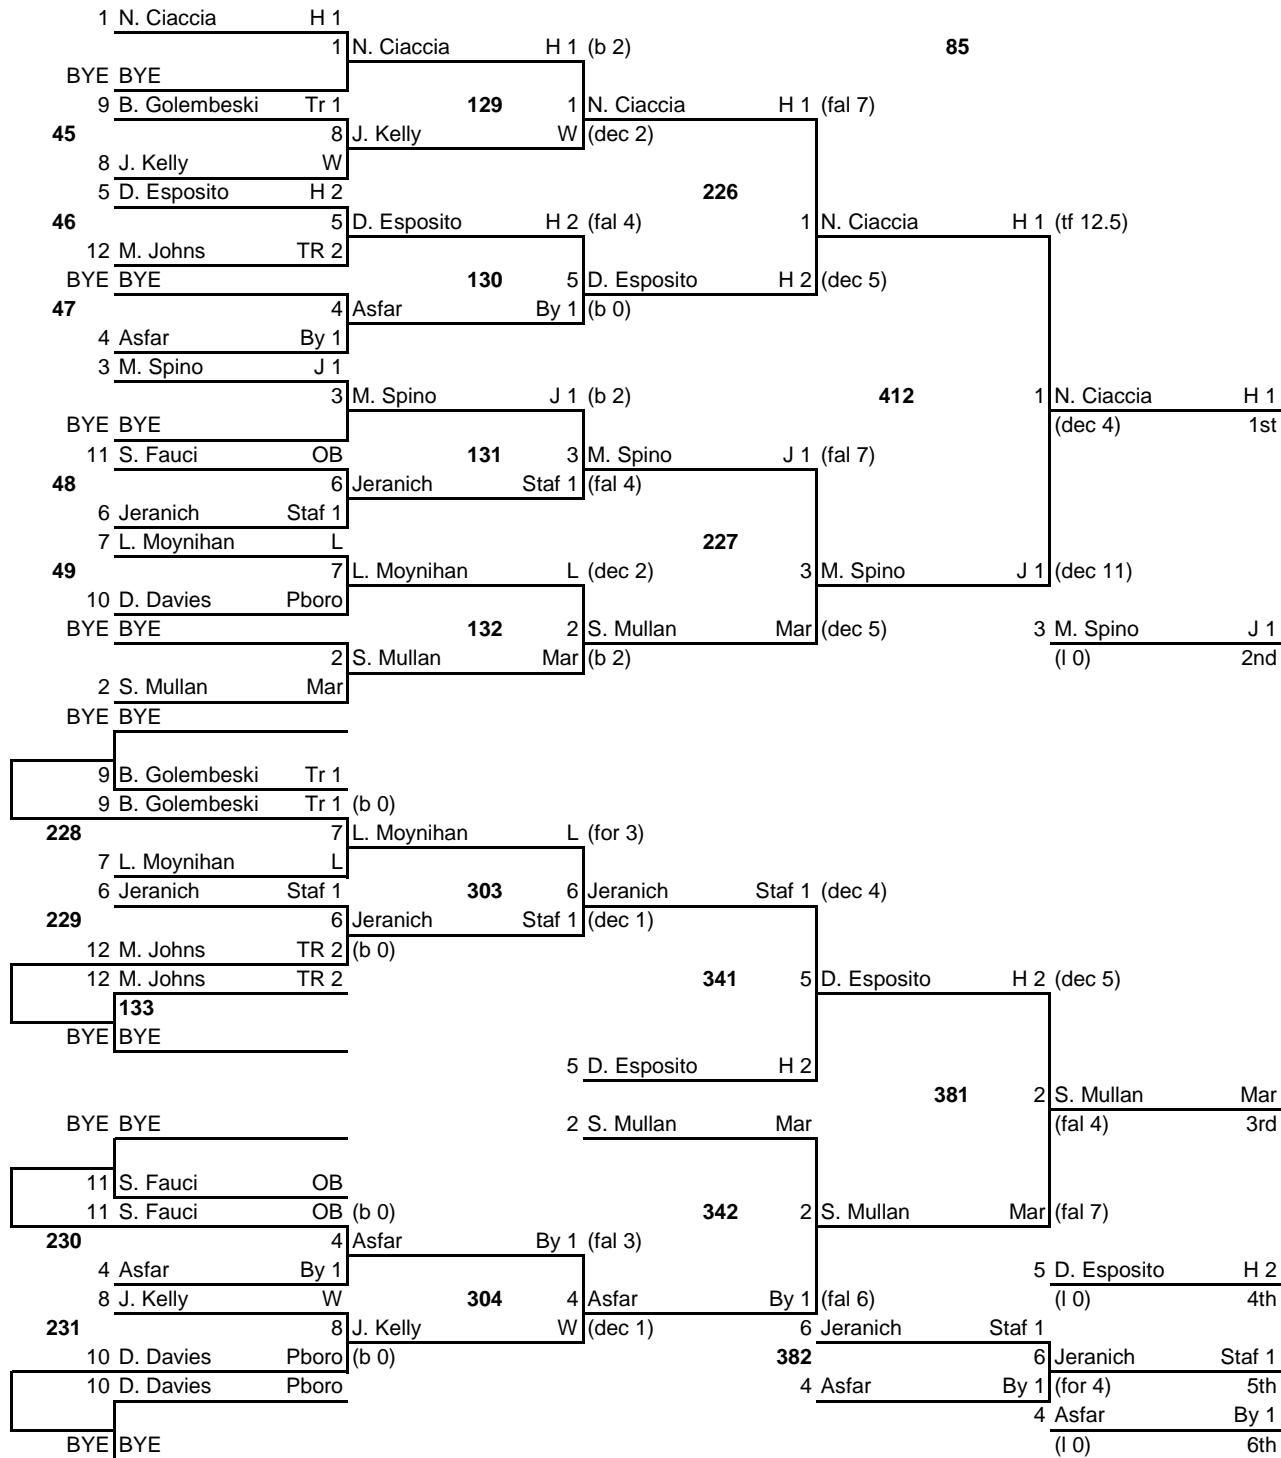 1 N. Ciaccia H 1
1 N. Ciaccia H 1 (b 2) 85
BYE BYE
9 B. Golembeski Tr 1 129 1 N. Ciaccia H 1 (fal 7)
45 8 J. Kelly W (dec 2)
8 J. Kelly W
5 D. Esposito H 2 226
46 5 D. Esposito H 2 (fal 4) 1 N. Ciaccia H 1 (tf 12.5)
12 M. Johns TR 2
BYE BYE 130 5 D. Esposito H 2 (dec 5)
47 4 Asfar By 1 (b 0)
4 Asfar By 1
3 M. Spino J 1
3 M. Spino J 1 (b 2) 412 1 N. Ciaccia H 1
BYE BYE (dec 4) 1st
11 S. Fauci OB 131 3 M. Spino J 1 (fal 7)
48 6 Jeranich Staf 1 (fal 4)
6 Jeranich Staf 1
7 L. Moynihan L 227
49 7 L. Moynihan L (dec 2) 3 M. Spino J 1 (dec 11)
10 D. Davies Pboro
BYE BYE 132 2 S. Mullan Mar (dec 5) 3 M. Spino J 1
2 S. Mullan Mar (b 2) (l 0) 2nd
2 S. Mullan Mar
BYE BYE
9 B. Golembeski Tr 1
9 B. Golembeski Tr 1 (b 0)
228 7 L. Moynihan L (for 3)
7 L. Moynihan L
6 Jeranich Staf 1 303 6 Jeranich Staf 1 (dec 4)
229 6 Jeranich Staf 1 (dec 1)
12 M. Johns TR 2 (b 0)
12 M. Johns TR 2 341 5 D. Esposito H 2 (dec 5)
133
BYE BYE
5 D. Esposito H 2
381 2 S. Mullan Mar
BYE BYE 2 S. Mullan Mar (fal 4) 3rd
11 S. Fauci OB
11 S. Fauci OB (b 0) 342 2 S. Mullan Mar (fal 7)
230 4 Asfar By 1 (fal 3)
4 Asfar By 1 5 D. Esposito H 2
8 J. Kelly W 304 4 Asfar By 1 (fal 6) (l 0) 4th
231 8 J. Kelly W (dec 1) 6 Jeranich Staf 1
10 D. Davies Pboro (b 0) 382 6 Jeranich Staf 1
10 D. Davies Pboro 4 Asfar By 1 (for 4) 5th
4 Asfar By 1
BYE BYE (l 0) 6th